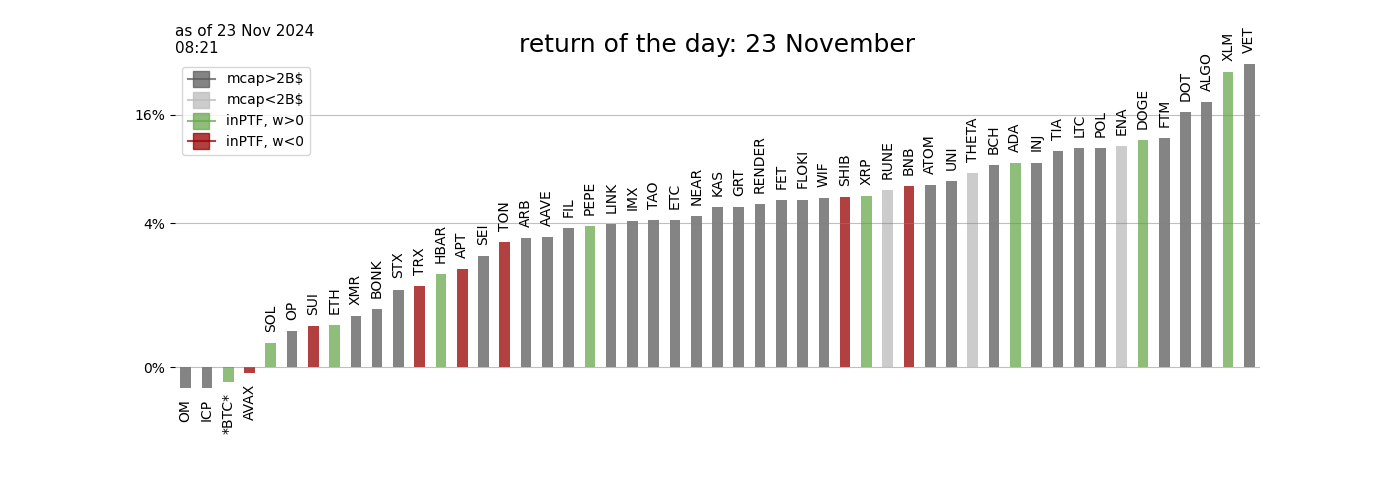 as of 23 Nov 2024
08:21
return of the day: 23 November
mcap>2B$
mcap<2B$
inPTF, w>0
inPTF, w<0
16%
4%
0%
OM
ICP
*BTC*
AVAX
SOL
OP
SUI
ETH
XMR
BONK
STX
TRX
HBAR
APT
SEI
TON
ARB
AAVE
FIL
PEPE
LINK
IMX
TAO
ETC
NEAR
KAS
GRT
RENDER
FET
FLOKI
WIF
SHIB
XRP
RUNE
BNB
ATOM
UNI
THETA
BCH
ADA
INJ
TIA
LTC
POL
ENA
DOGE
FTM
DOT
ALGO
XLM
VET